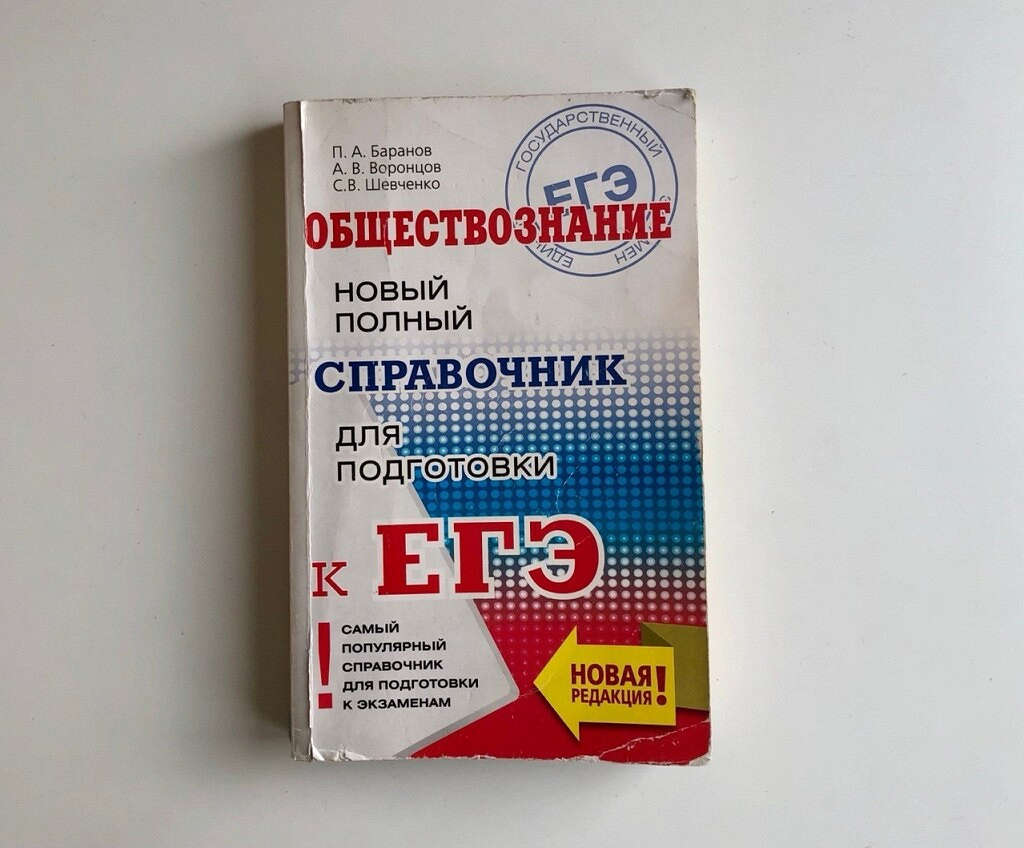 П. А. Баранов
А. В. Воронцов
С.В. Шевченко
ГОСУДАРСТВЕННЫЙ
ЕГЭ
ОБЩЕСТВОЗНАНИЕ
НОВЫЙ
ПОЛНЫЙ
СПРАВОЧНИК
ДЛЯ
ПОДГОТОВКИ
К ЕГЭ
! САМЫЙ
ПОПУЛЯРНЫЙ
СПРАВОЧНИК
ДЛЯ ПОДГОТОВКИ
К ЭКЗАМЕНАМ
НОВАЯ
РЕДАКЦИЯ!